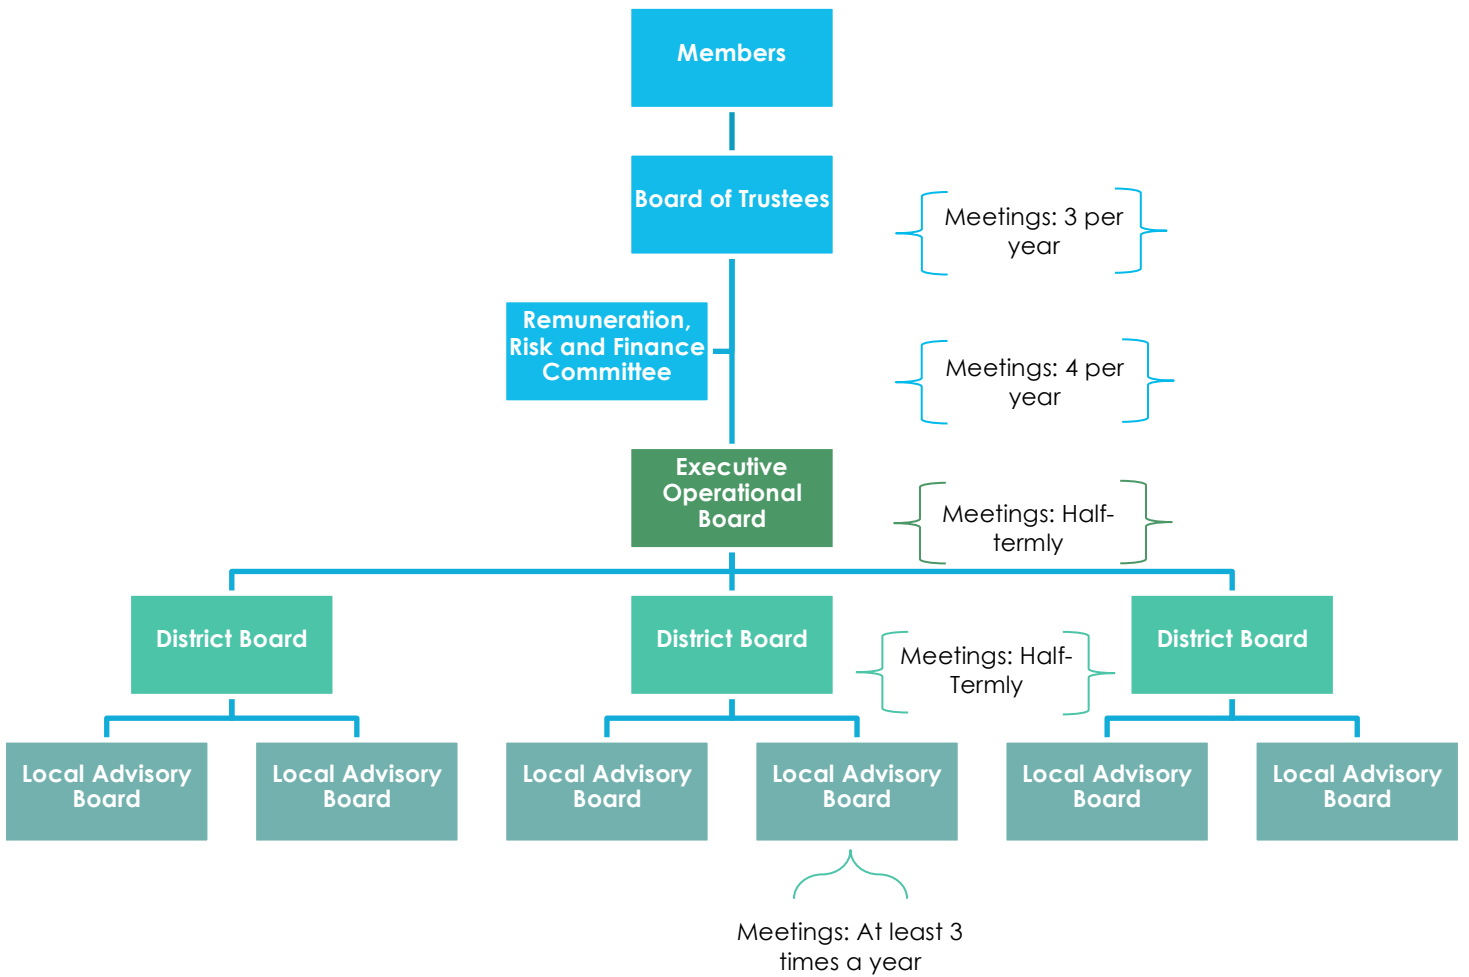 Members
Board of Trustees
Meetings: 3 per
year
Remuneration,
Risk and Finance
Committee
Meetings: 4 per
year
Executive
Operational
Board
Meetings: Half-
termly
District Board
District Board
Meetings: Half-
Termly
District Board
Local Advisory
Board
Local Advisory
Board
Local Advisory
Board
Local Advisory
Board
Local Advisory
Board
Local Advisory
Board
Meetings: At least 3
times a year